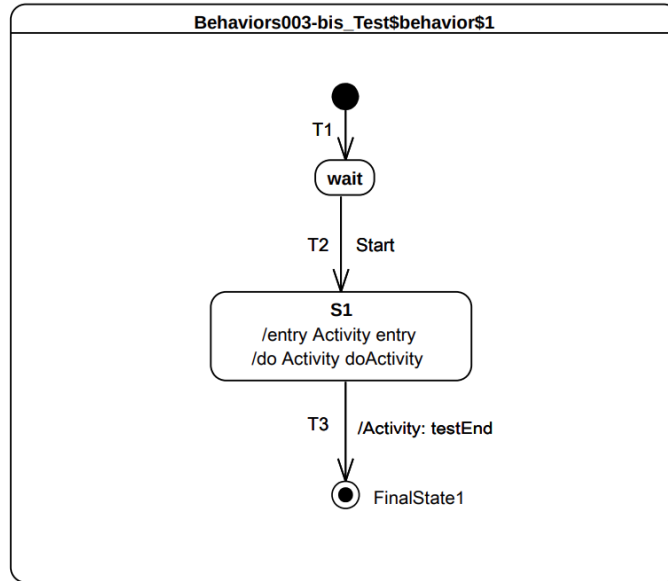 Behaviors003-bis_Test$behavior$1
T1
wait
T2 Start
S1
/entry Activity entry
/do Activity doActivity
T3 /Activity: testEnd
FinalState1